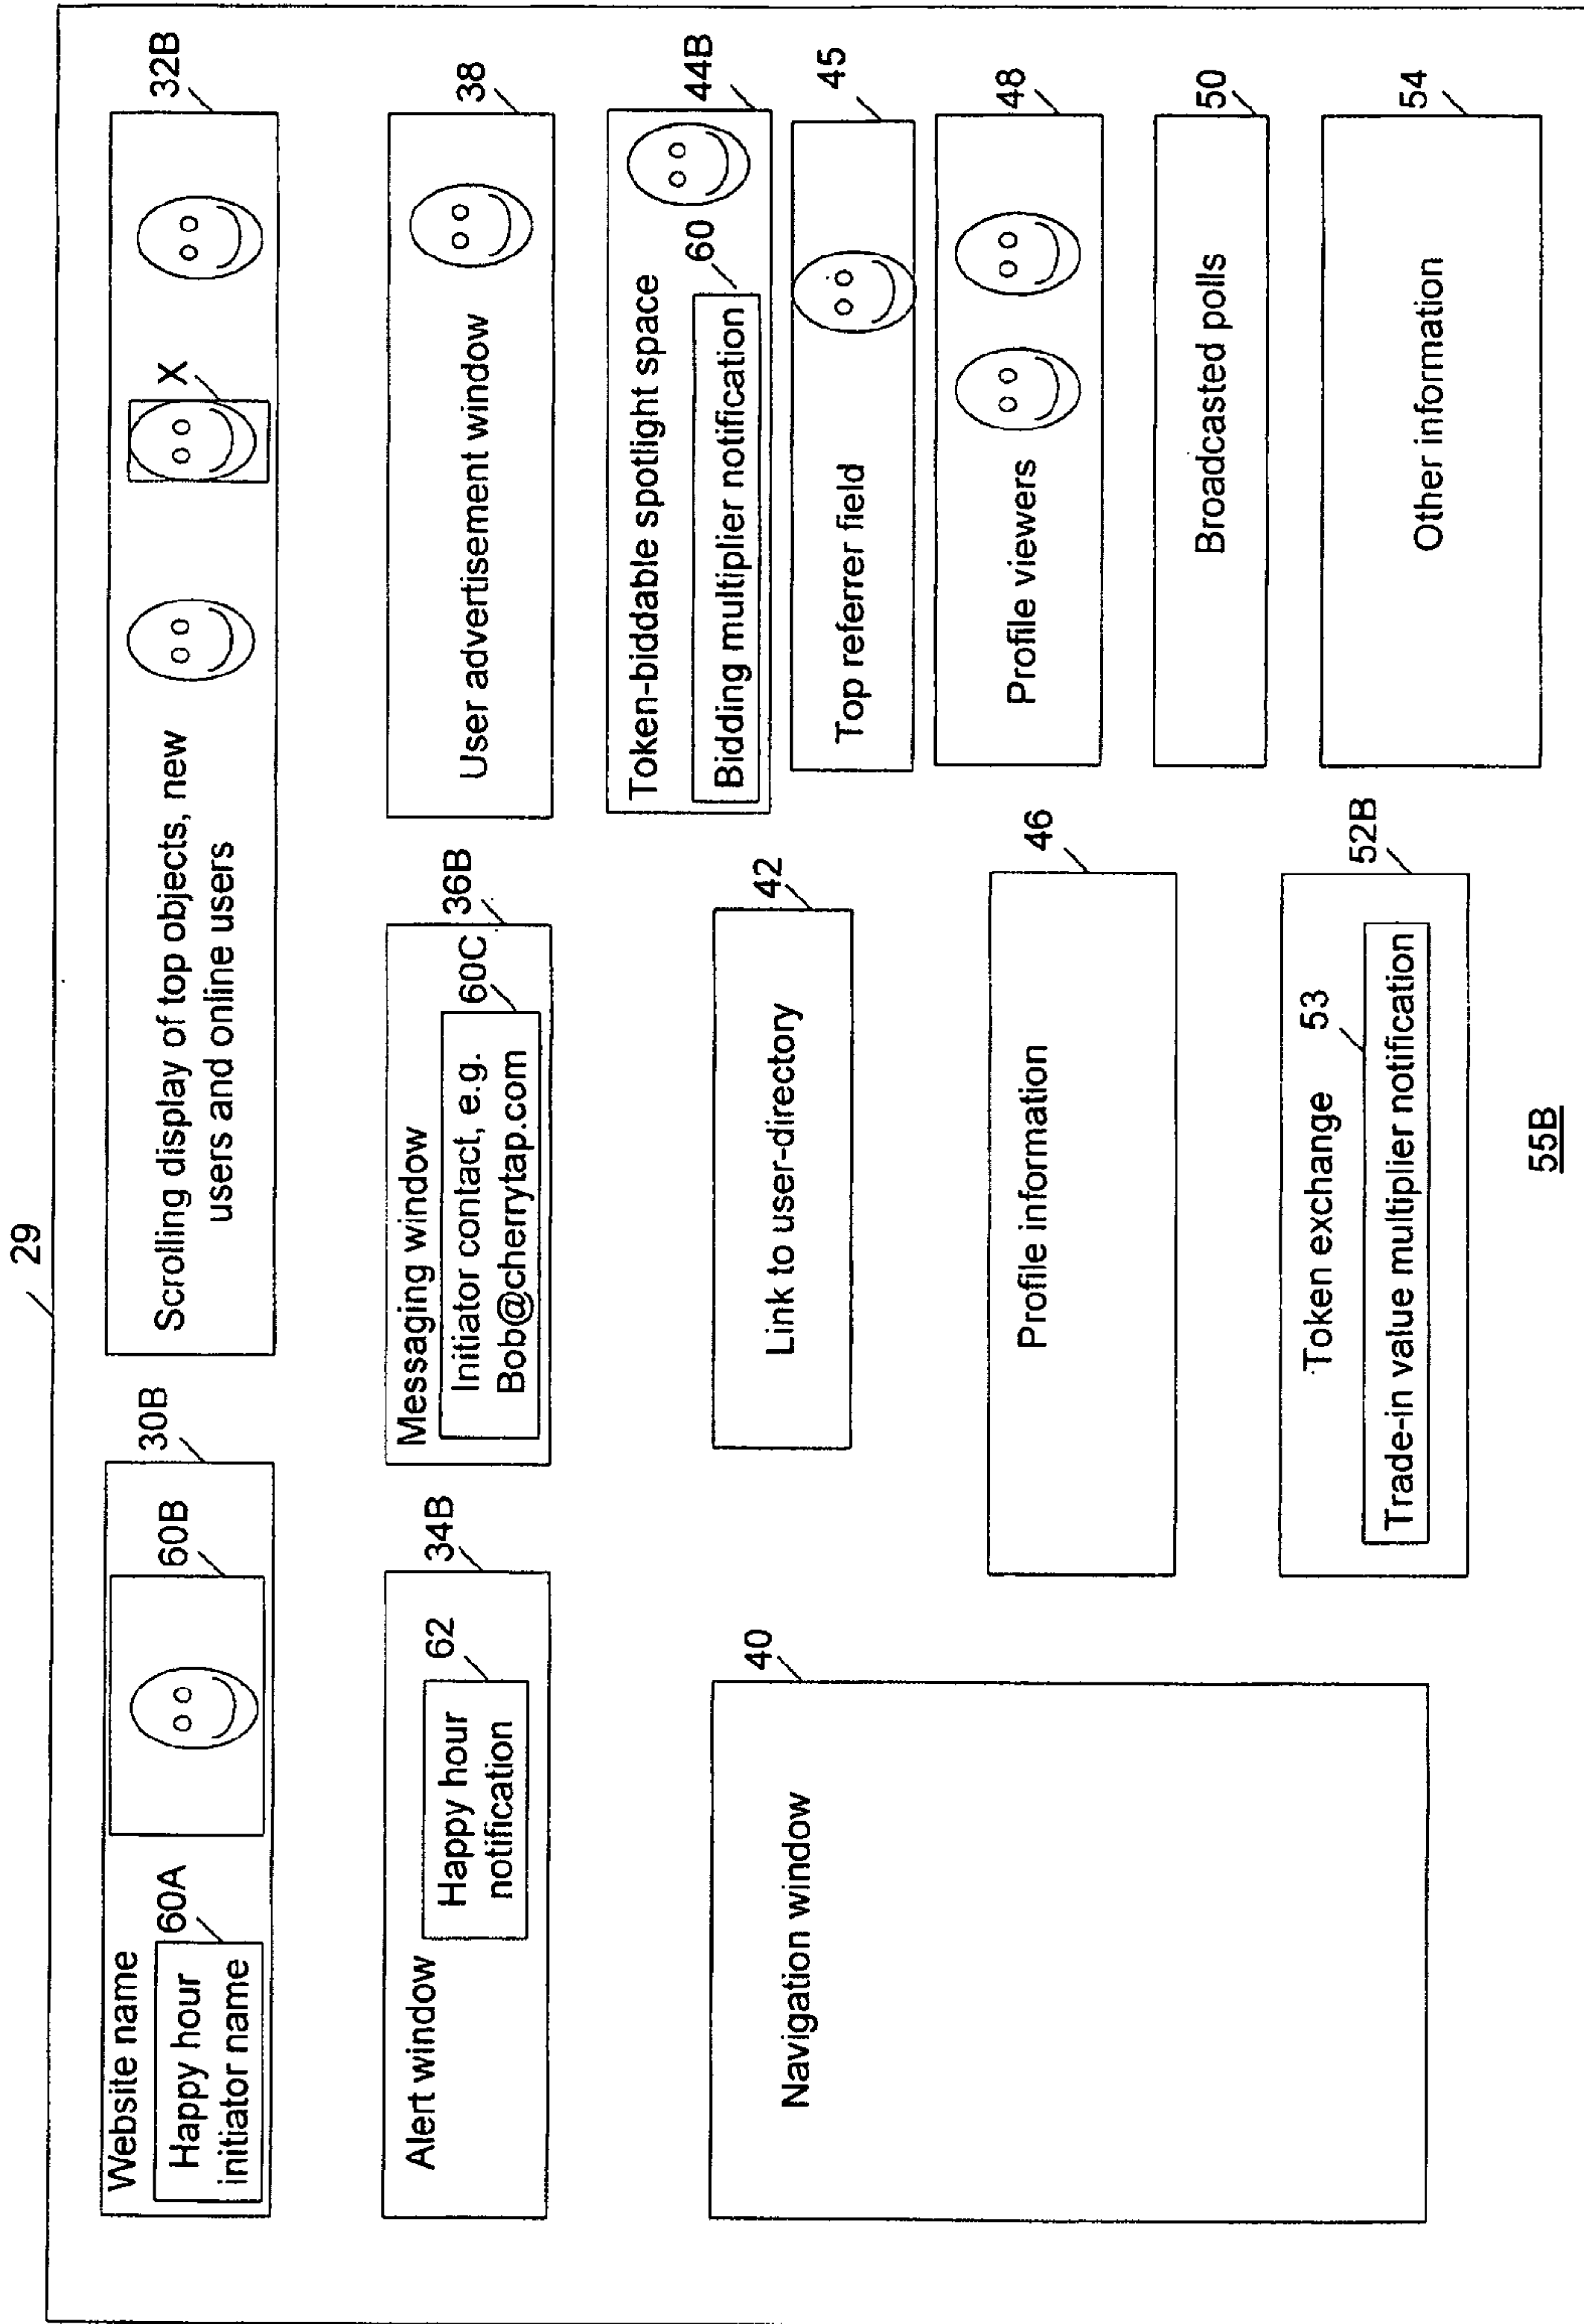 29
30B
32B
Website name
60A
60B
Happy hour
initiator name
Scrolling display of top objects, new
users and online users
X
34B
36B
38
Alert window
62
Happy hour
notification
Messaging window
60C
Initiator contact, e.g.
Bob@cherrytap.com
User advertisement window
40
Navigation window
42
Link to user-directory
44B
Token-biddable spotlight space
60
Bidding multiplier notification
45
Top referrer field
46
Profile information
48
Profile viewers
50
Broadcasted polls
52B
Token exchange
53
Trade-in value multiplier notification
54
Other information
55B